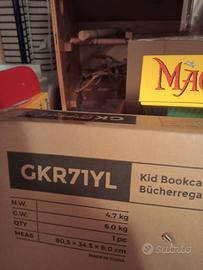 MAG
GKR71YL
Kid Bookca
Bücherrega
N.W. 4.7 kg
G.W. 6.0 kg
QTY 1 pc
MEAS 80.5 x 34.5 x 8.0 cm
MADE IN CHINA
subito